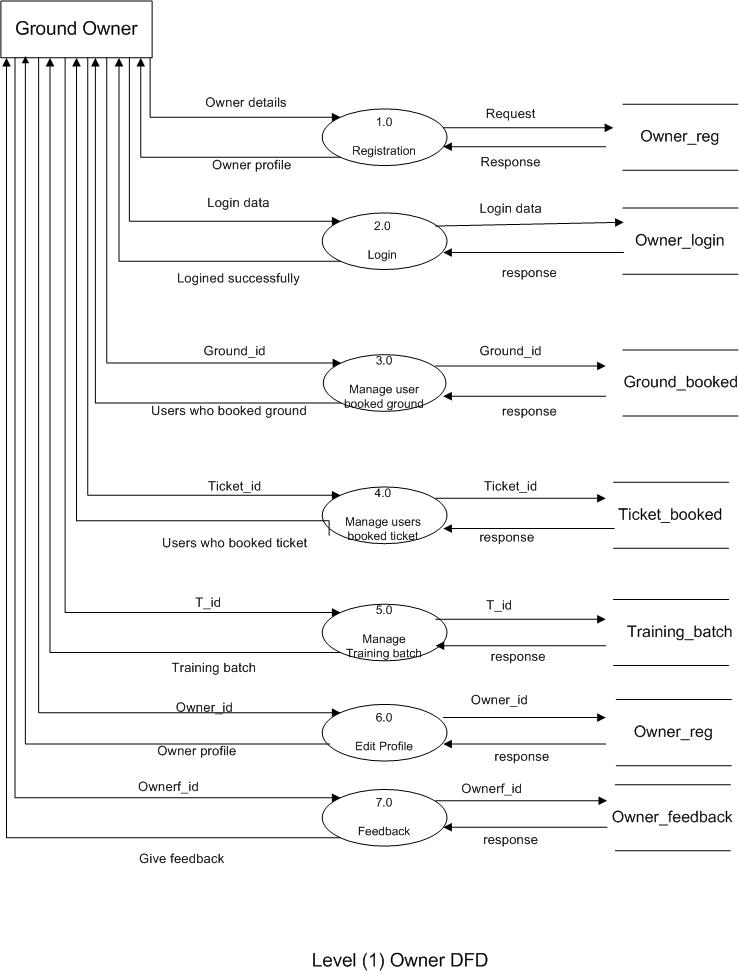 Ground Owner
Owner details
1.0
Registration
Owner profile
Request
Response
Owner_reg
Login data
2.0
Login
Logined successfully
Login data
response
Owner_login
Ground_id
3.0
Manage user
booked ground
Users who booked ground
Ground_id
response
Ground_booked
Ticket_id
4.0
Manage users
booked ticket
Users who booked ticket
Ticket_id
response
Ticket_booked
T_id
5.0
Manage
Training batch
Training batch
T_id
response
Training_batch
Owner_id
6.0
Edit Profile
Owner profile
Owner_id
response
Owner_reg
Ownerf_id
7.0
Feedback
Give feedback
Ownerf_id
response
Owner_feedback
Level (1) Owner DFD